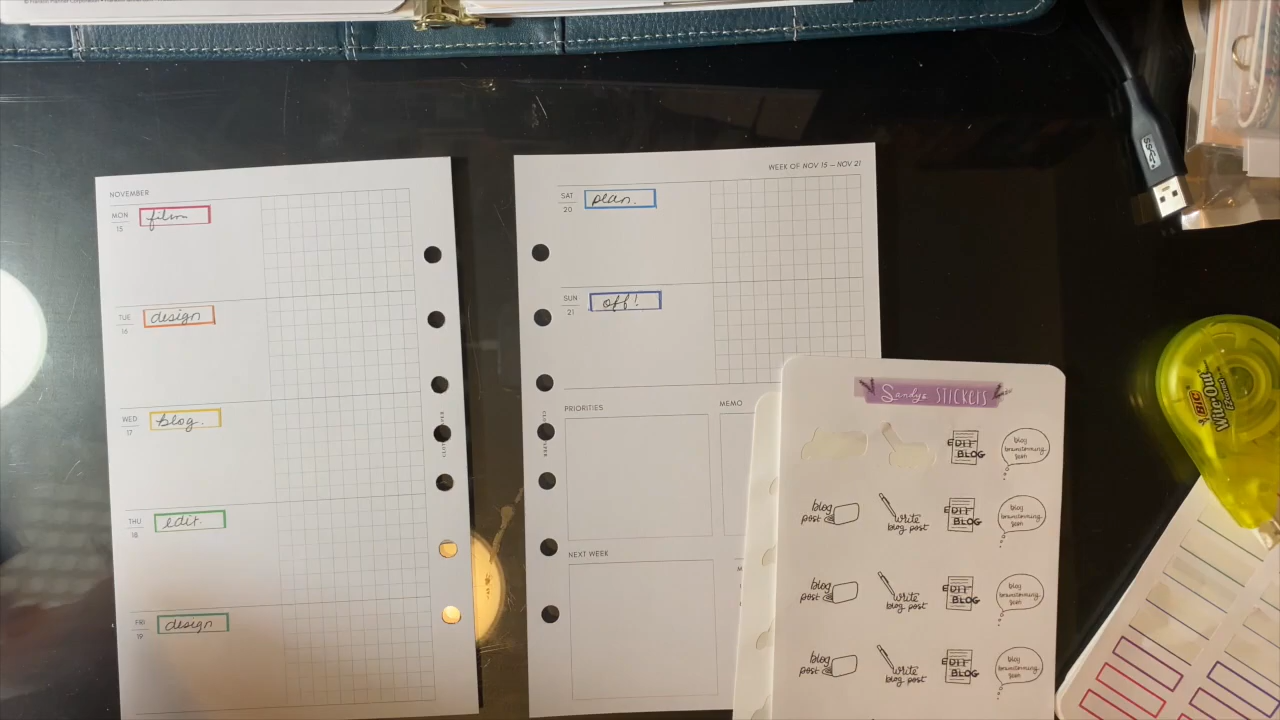 NOVEMBER
MON
15
film
TUE
16
design
WED
17
blog.
THU
18
edit.
FRI
19
design
WEEK OF NOV 15 – NOV 21
SAT
20
plan.
SUN
21
off!
PRIORITIES
MEMO
NEXT WEEK
Sandy's STICKERS
EDIT
BLOG
blog
brainstorming
sesh
blog
post
write
blog post
EDIT
BLOG
blog
brainstorming
sesh
blog
post
write
blog post
EDIT
BLOG
blog
brainstorming
sesh
blog
post
write
blog post
EDIT
BLOG
blog
brainstorming
sesh
BIC
Wite-Out